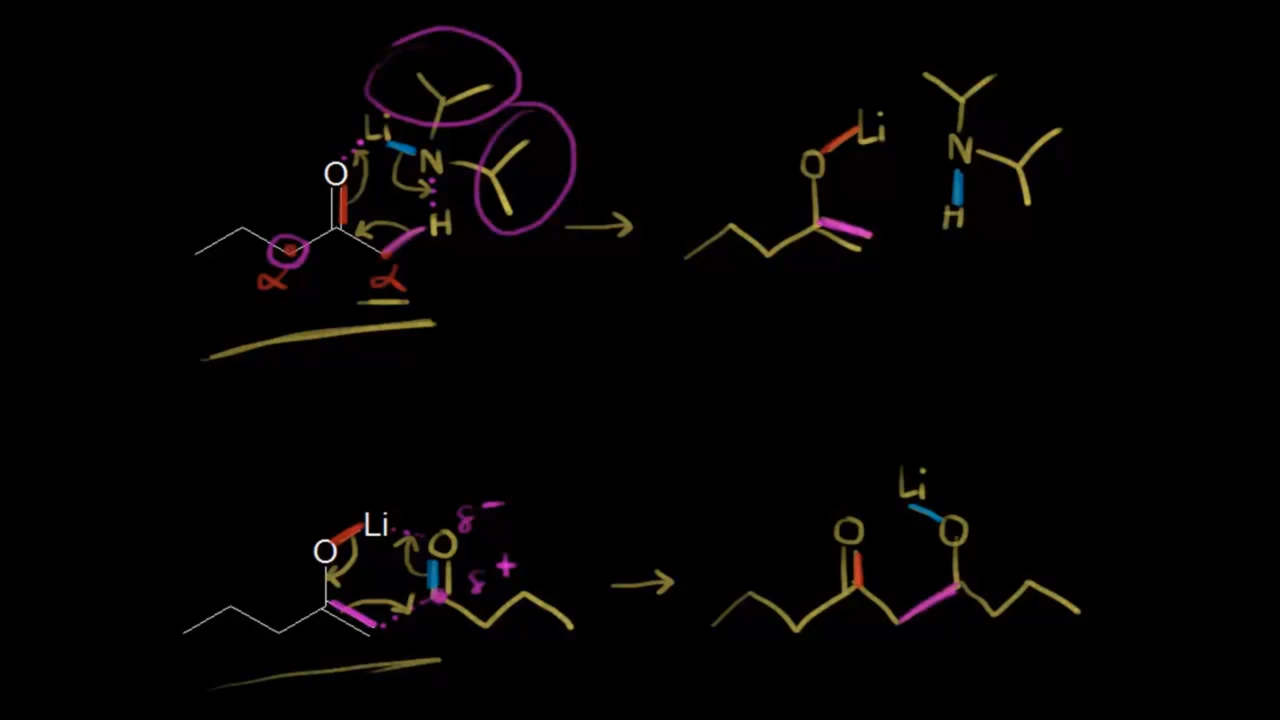 Li Li
O N O N
H H
α α
Li
Li δ-
O O O O
δ+